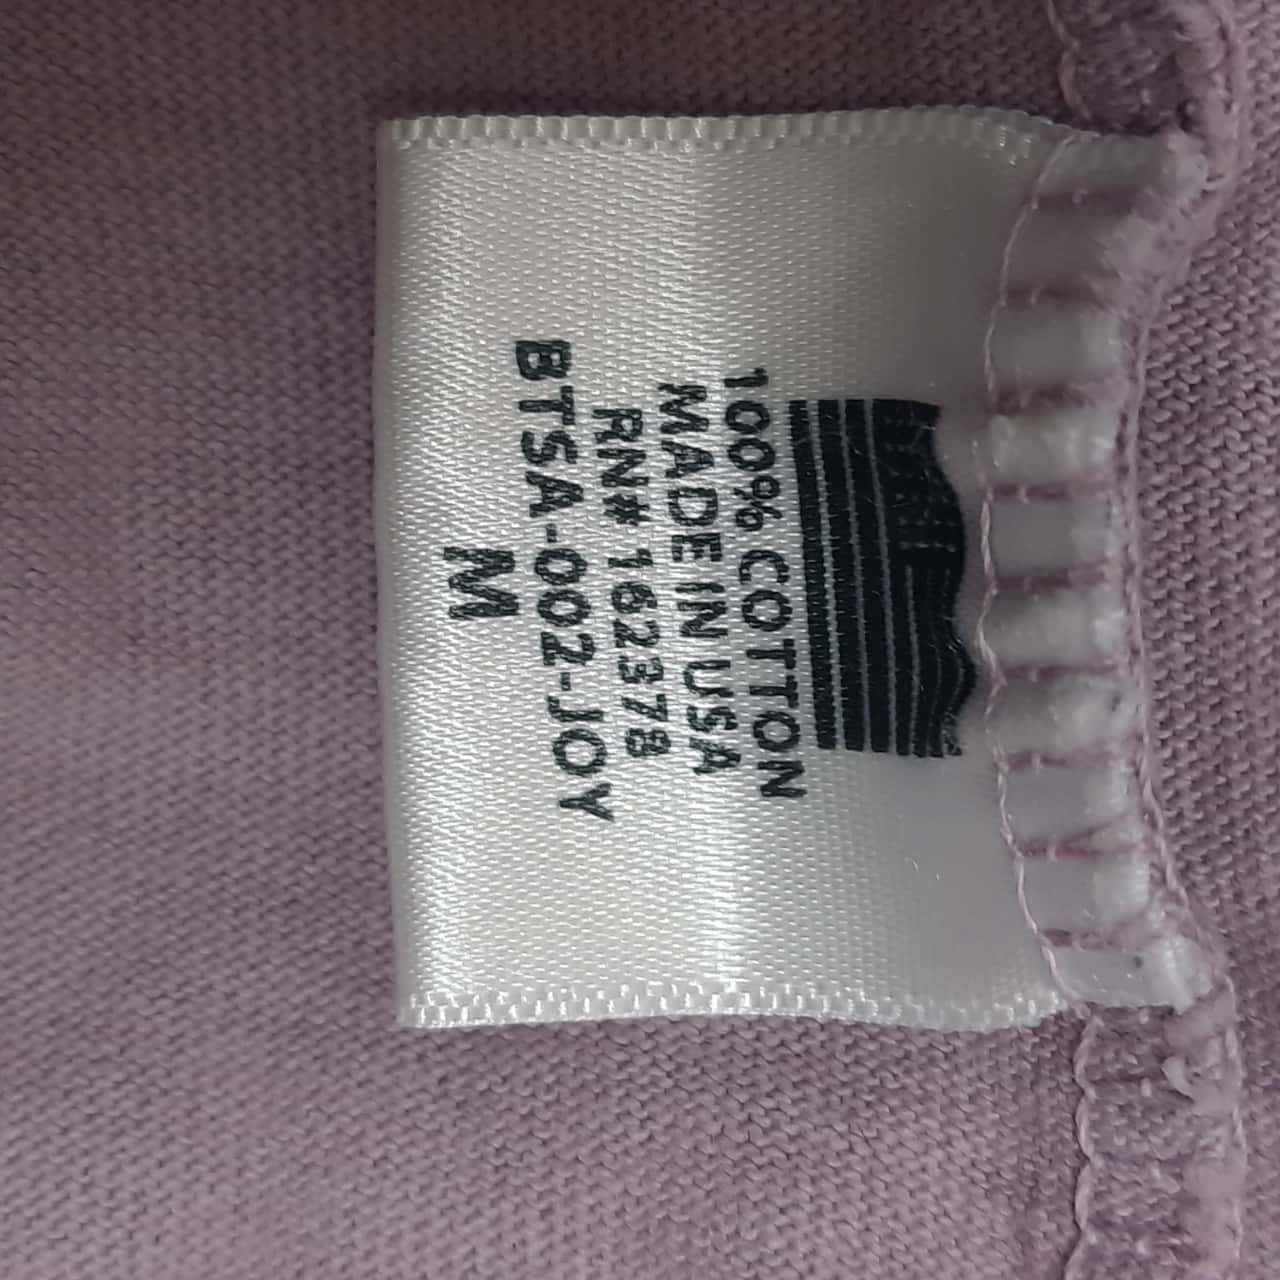 100% COTTON
MADE IN USA
RN# 162378
BTSA-002-JOY
M